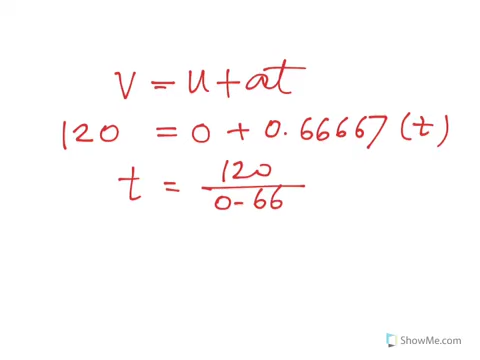 V = u + at
120 = 0 + 0.66667 (t)
t = 120 / 0-66
ShowMe.com